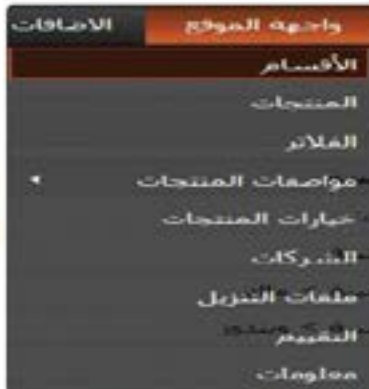 واجهة الموقع الاضافات
الأقسام
المنتجات
الفلاتر
مواصفات المنتجات
خيارات المنتجات
الشركات
ملفات التنزيل
التقييم
معلومات